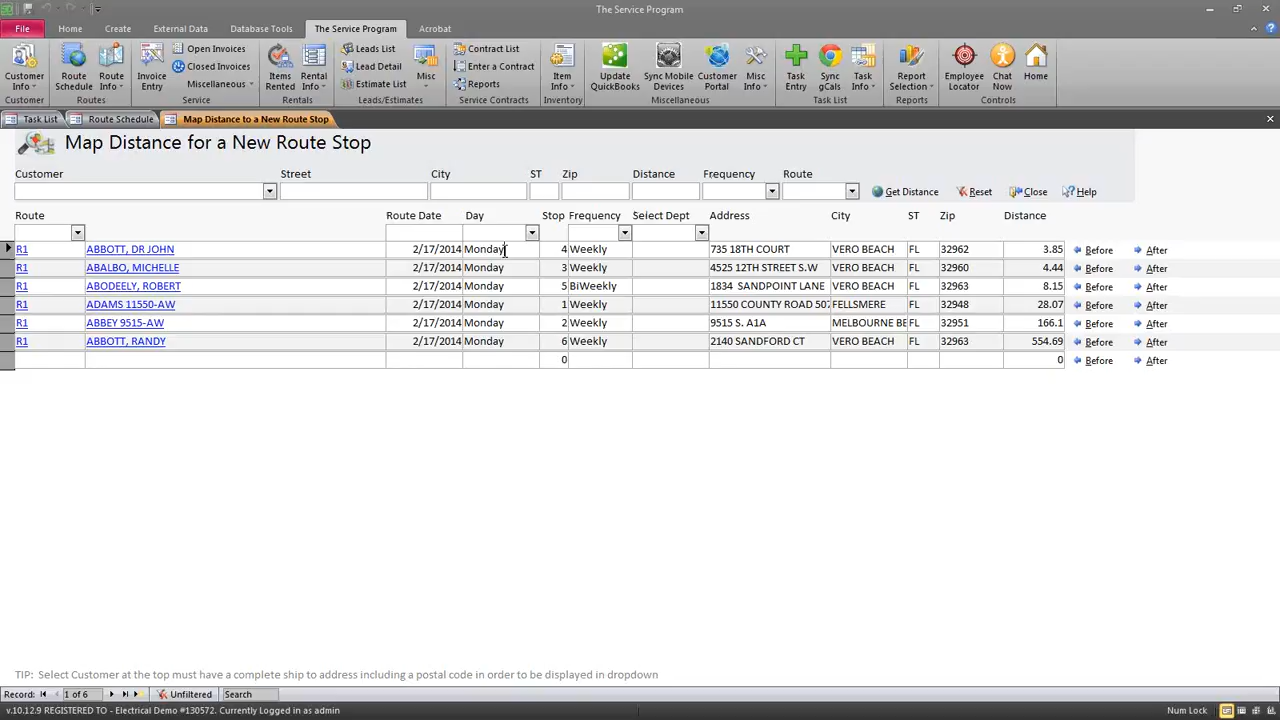 The Service Program
File Home Create External Data Database Tools The Service Program Acrobat
Customer Info Route Schedule Route Info Invoice Entry Open Invoices Closed Invoices Miscellaneous Items Rented Rental Info Leads List Lead Detail Estimate List Misc Contract List Enter a Contract Reports Item Info Update QuickBooks Sync Mobile Devices Customer Portal Misc Info Task Entry Sync gCals Task Info Report Selection Employee Locator Chat Now Home
Customer Routes Service Rentals Leads/Estimates Service Contracts Inventory Miscellaneous Task List Reports Controls
Task List Route Schedule Map Distance to a New Route Stop
Map Distance for a New Route Stop
Customer Street City ST Zip Distance Frequency Route
Get Distance Reset Close Help
Route Route Date Day Stop Frequency Select Dept Address City ST Zip Distance
R1 ABBOTT, DR JOHN 2/17/2014 Monday 4 Weekly 735 18TH COURT VERO BEACH FL 32962 3.85 Before After
R1 ABALBO, MICHELLE 2/17/2014 Monday 3 Weekly 4525 12TH STREET S.W VERO BEACH FL 32960 4.44 Before After
R1 ABODEELY, ROBERT 2/17/2014 Monday 5 BiWeekly 1834 SANDPOINT LANE VERO BEACH FL 32963 8.15 Before After
R1 ADAMS 11550-AW 2/17/2014 Monday 1 Weekly 11550 COUNTY ROAD 507 FELLSMERE FL 32948 28.07 Before After
R1 ABBEY 9515-AW 2/17/2014 Monday 2 Weekly 9515 S. A1A MELBOURNE BE FL 32951 166.1 Before After
R1 ABBOTT, RANDY 2/17/2014 Monday 6 Weekly 2140 SANDFORD CT VERO BEACH FL 32963 554.69 Before After
0 0 Before After
TIP: Select Customer at the top must have a complete ship to address including a postal code in order to be displayed in dropdown
Record: 1 of 6 Unfiltered Search
v.10.12.9 REGISTERED TO - Electrical Demo #130572. Currently Logged in as admin Num Lock